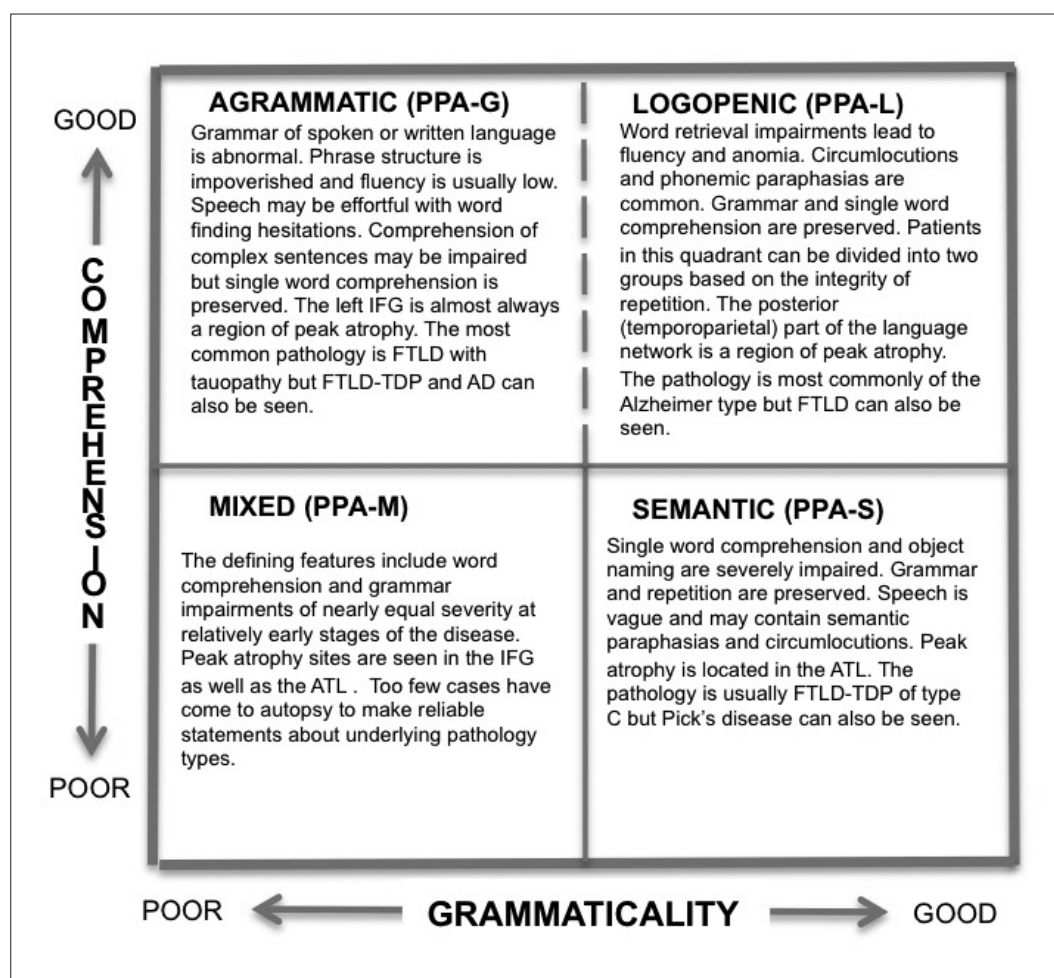 GOOD
COMPREHENSION
POOR
AGRAMMATIC (PPA-G)
Grammar of spoken or written language
is abnormal. Phrase structure is
impoverished and fluency is usually low.
Speech may be effortful with word
finding hesitations. Comprehension of
complex sentences may be impaired
but single word comprehension is
preserved. The left IFG is almost always
a region of peak atrophy. The most
common pathology is FTLD with
tauopathy but FTLD-TDP and AD can
also be seen.
LOGOPENIC (PPA-L)
Word retrieval impairments lead to
fluency and anomia. Circumlocutions
and phonemic paraphasias are
common. Grammar and single word
comprehension are preserved. Patients
in this quadrant can be divided into two
groups based on the integrity of
repetition. The posterior
(temporoparietal) part of the language
network is a region of peak atrophy.
The pathology is most commonly of the
Alzheimer type but FTLD can also be
seen.
MIXED (PPA-M)
The defining features include word
comprehension and grammar
impairments of nearly equal severity at
relatively early stages of the disease.
Peak atrophy sites are seen in the IFG
as well as the ATL . Too few cases have
come to autopsy to make reliable
statements about underlying pathology
types.
SEMANTIC (PPA-S)
Single word comprehension and object
naming are severely impaired. Grammar
and repetition are preserved. Speech is
vague and may contain semantic
paraphasias and circumlocutions. Peak
atrophy is located in the ATL. The
pathology is usually FTLD-TDP of type
C but Pick's disease can also be seen.
POOR
GRAMMATICALITY
GOOD